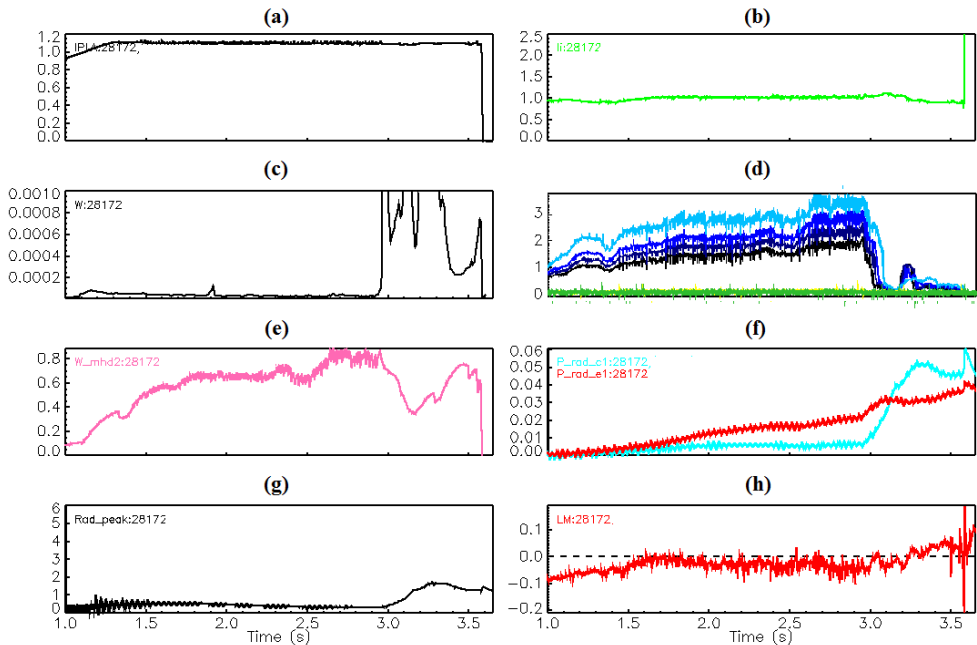 (a)
(b)
1.2
1.0
0.8
0.6
0.4
0.2
0.0
IPLA:28172,
2.5
2.0
1.5
1.0
0.5
0.0
li:28172
(c)
(d)
0.0010
0.0008
0.0006
0.0004
0.0002
W:28172
3
2
1
0
(e)
(f)
0.8
0.6
0.4
0.2
0.0
W_mhd2:28172
0.06
0.05
0.04
0.03
0.02
0.01
0.00
P_rad_c1:28172,
P_rad_e1:28172
(g)
(h)
6
5
4
3
2
1
0
Rad_peak:28172
0.1
0.0
-0.1
-0.2
LM:28172,
1.0 1.5 2.0 2.5 3.0 3.5
Time (s)
1.0 1.5 2.0 2.5 3.0 3.5
Time (s)